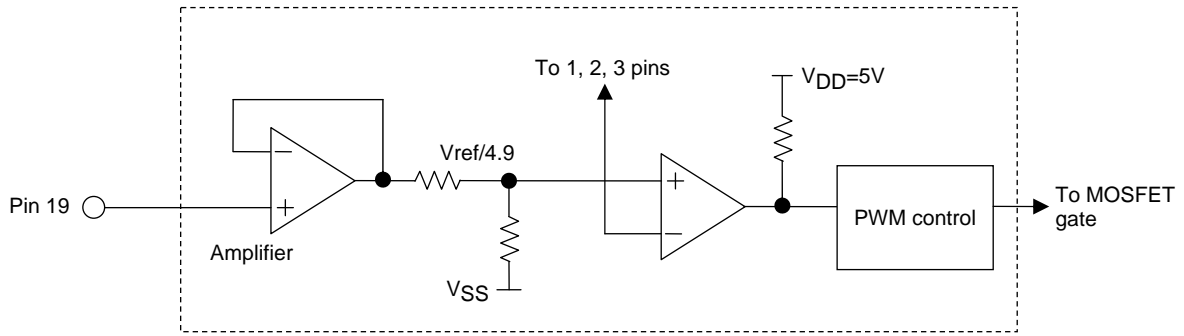 To 1, 2, 3 pins
VDD=5V
−
Vref/4.9
+
Pin 19
+
−
PWM control
To MOSFET
gate
Amplifier
VSS